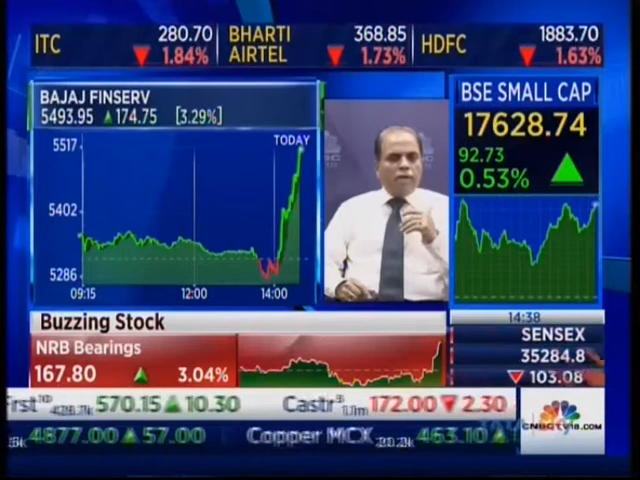 ITC 280.70 1.84%
BHARTI AIRTEL 368.85 1.73%
HDFC 1883.70 1.63%
BAJAJ FINSERV
5493.95 174.75 [3.29%]
TODAY
5517
5402
5286
09:15 12:00 14:00
BSE SMALL CAP
17628.74
92.73
0.53%
Buzzing Stock
NRB Bearings
167.80 3.04%
14:38
SENSEX
35284.8
103.08
570.15 10.30 Castr 1.1m 172.00 2.30
4877.00 57.00 Copper MCX 463.10
CNBCTV18.COM